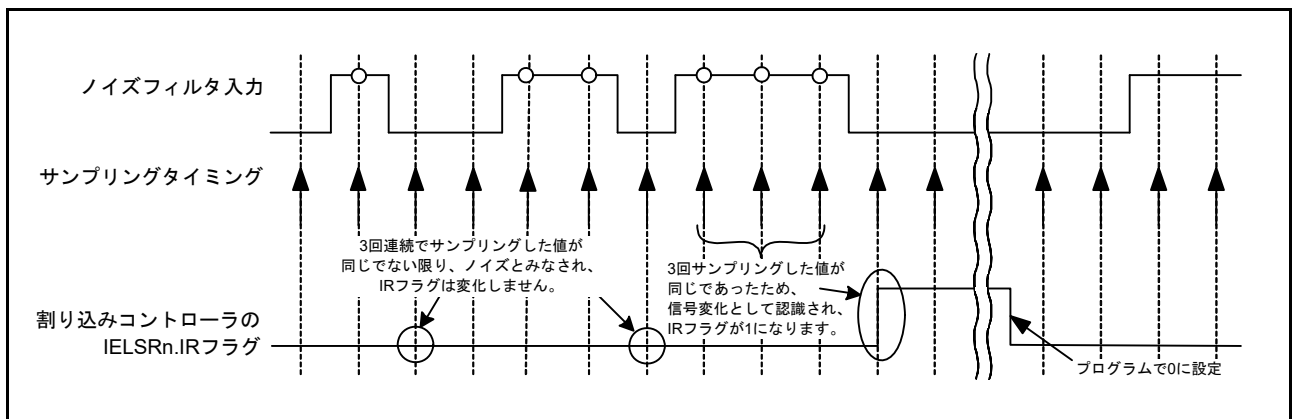 ノイズフィルタ入力
サンプリングタイミング
3回連続でサンプリングした値が
同じでない限り、ノイズとみなされ、
IRフラグは変化しません。
3回サンプリングした値が
同じであったため、
信号変化として認識され、
IRフラグが1になります。
割り込みコントローラの
IELSRn.IRフラグ
プログラムで0に設定